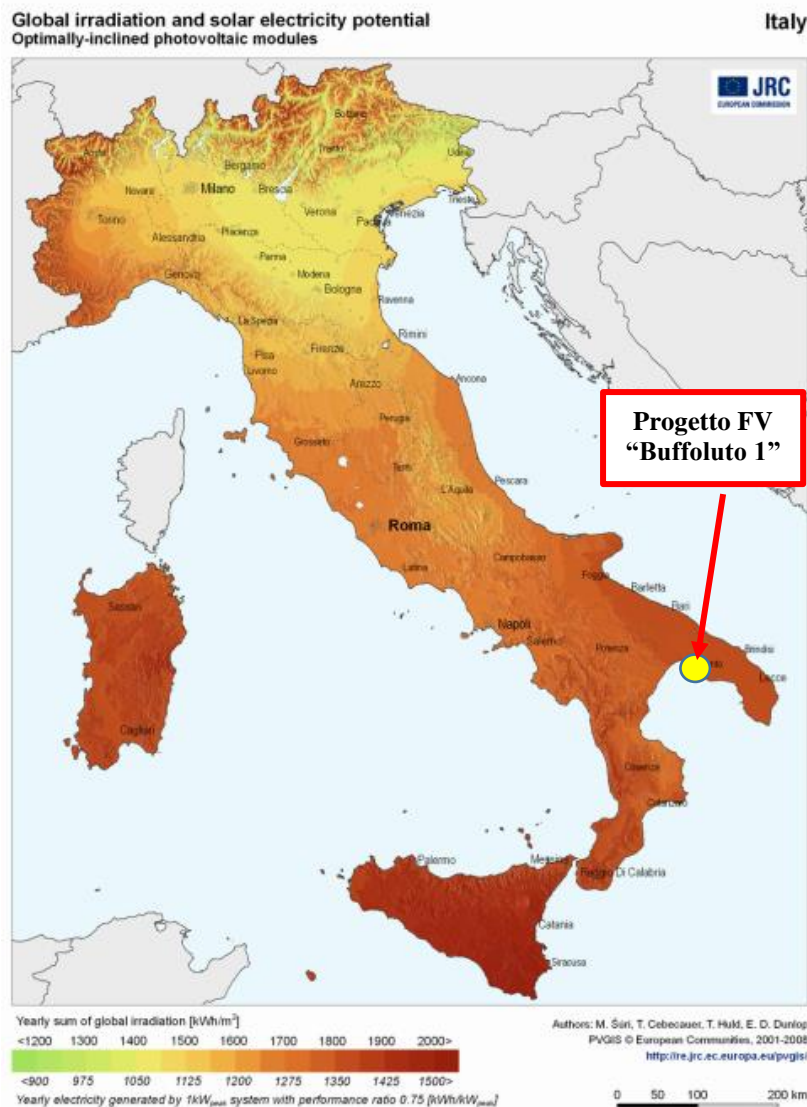 Global irradiation and solar electricity potential
Optimally-inclined photovoltaic modules
Italy
JRC
EUROPEAN COMMISSION
Bolzano
Aosta
Trento
Udine
Bergamo
Novara
Milano
Brescia
Trieste
Verona
Padova
Venezia
Torino
Piacenza
Alessandria
Parma
Genova
Modena
Bologna
Ravenna
La Spezia
Rimini
Pisa
Firenze
Livorno
Ancona
Arezzo
Perugia
Grosseto
Progetto FV
“Buffoluto 1”
Terni
L'Aquila
Pescara
Roma
Latina
Campobasso
Foggia
Barletta
Bari
Sassari
Napoli
Salerno
Potenza
Brindisi
Lecce
Cagliari
Cosenza
Catanzaro
Palermo
Messina
Reggio Di Calabria
Catania
Siracusa
Yearly sum of global irradiation [kWh/m²]
<1200 1300 1400 1500 1600 1700 1800 1900 2000>
<900 975 1050 1125 1200 1275 1350 1425 1500>
Yearly electricity generated by 1kWpeak system with performance ratio 0.75 [kWh/kWpeak]
Authors: M. Šúri, T. Cebecauer, T. Huld, E. D. Dunlop
PVGIS © European Communities, 2001-2008
http://re.jrc.ec.europa.eu/pvgis/
0 50 100 200 km